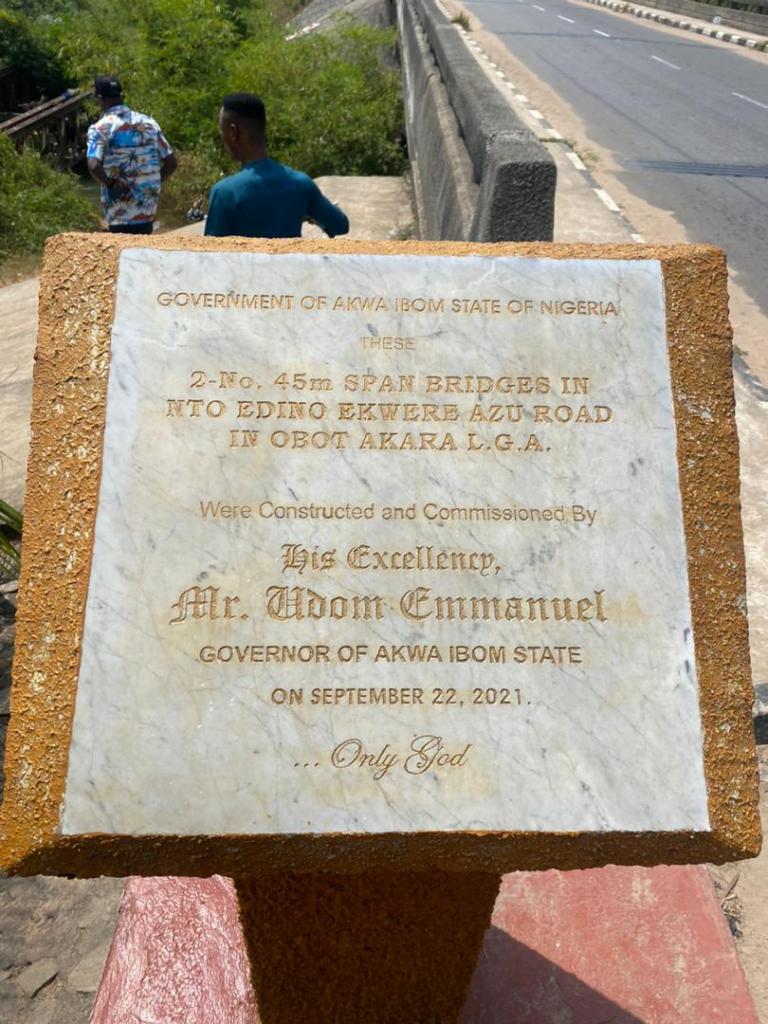 GOVERNMENT OF AKWA IBOM STATE OF NIGERIA
THESE
2-No. 45m SPAN BRIDGES IN
NTO EDINO EKWERE AZU ROAD
IN OBOT AKARA L.G.A.
Were Constructed and Commissioned By
His Excellency,
Mr. Udom Emmanuel
GOVERNOR OF AKWA IBOM STATE
ON SEPTEMBER 22, 2021.
... Only God